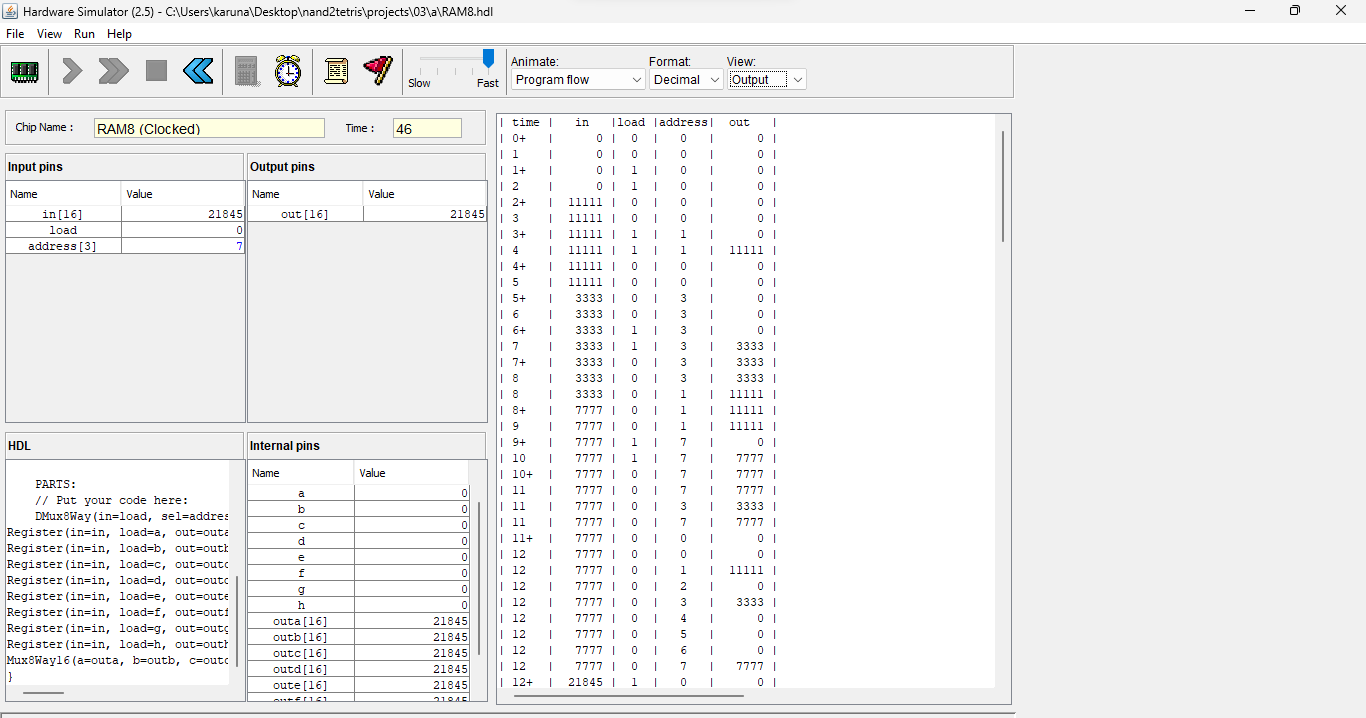 Hardware Simulator (2.5) - C:\Users\karuna\Desktop\nand2tetris\projects\03\a\RAM8.hdl
File View Run Help
Slow Fast
Animate: Format: View:
Program flow Decimal Output
Chip Name : RAM8 (Clocked) Time : 46
Input pins
Name Value
in[16] 21845
load 0
address[3] 7
Output pins
Name Value
out[16] 21845
HDL
PARTS:
// Put your code here:
DMux8Way(in=load, sel=addres
Register(in=in, load=a, out=outa
Register(in=in, load=b, out=outb
Register(in=in, load=c, out=outc
Register(in=in, load=d, out=outd
Register(in=in, load=e, out=oute
Register(in=in, load=f, out=outf
Register(in=in, load=g, out=outg
Register(in=in, load=h, out=outh
Mux8Way16(a=outa, b=outb, c=outc
}
Internal pins
Name Value
a 0
b 0
c 0
d 0
e 0
f 0
g 0
h 0
outa[16] 21845
outb[16] 21845
outc[16] 21845
outd[16] 21845
oute[16] 21845
outf[16] 21845
| time | in |load |address| out |
| 0+ | 0 | 0 | 0 | 0 |
| 1 | 0 | 0 | 0 | 0 |
| 1+ | 0 | 1 | 0 | 0 |
| 2 | 0 | 1 | 0 | 0 |
| 2+ | 11111 | 0 | 0 | 0 |
| 3 | 11111 | 0 | 0 | 0 |
| 3+ | 11111 | 1 | 1 | 0 |
| 4 | 11111 | 1 | 1 | 11111 |
| 4+ | 11111 | 0 | 0 | 0 |
| 5 | 11111 | 0 | 0 | 0 |
| 5+ | 3333 | 0 | 3 | 0 |
| 6 | 3333 | 0 | 3 | 0 |
| 6+ | 3333 | 1 | 3 | 0 |
| 7 | 3333 | 1 | 3 | 3333 |
| 7+ | 3333 | 0 | 3 | 3333 |
| 8 | 3333 | 0 | 3 | 3333 |
| 8 | 3333 | 0 | 1 | 11111 |
| 8+ | 7777 | 0 | 1 | 11111 |
| 9 | 7777 | 0 | 1 | 11111 |
| 9+ | 7777 | 1 | 7 | 0 |
| 10 | 7777 | 1 | 7 | 7777 |
| 10+ | 7777 | 0 | 7 | 7777 |
| 11 | 7777 | 0 | 7 | 7777 |
| 11 | 7777 | 0 | 3 | 3333 |
| 11 | 7777 | 0 | 7 | 7777 |
| 11+ | 7777 | 0 | 0 | 0 |
| 12 | 7777 | 0 | 0 | 0 |
| 12 | 7777 | 0 | 1 | 11111 |
| 12 | 7777 | 0 | 2 | 0 |
| 12 | 7777 | 0 | 3 | 3333 |
| 12 | 7777 | 0 | 4 | 0 |
| 12 | 7777 | 0 | 5 | 0 |
| 12 | 7777 | 0 | 6 | 0 |
| 12 | 7777 | 0 | 7 | 7777 |
| 12+ | 21845 | 1 | 0 | 0 |